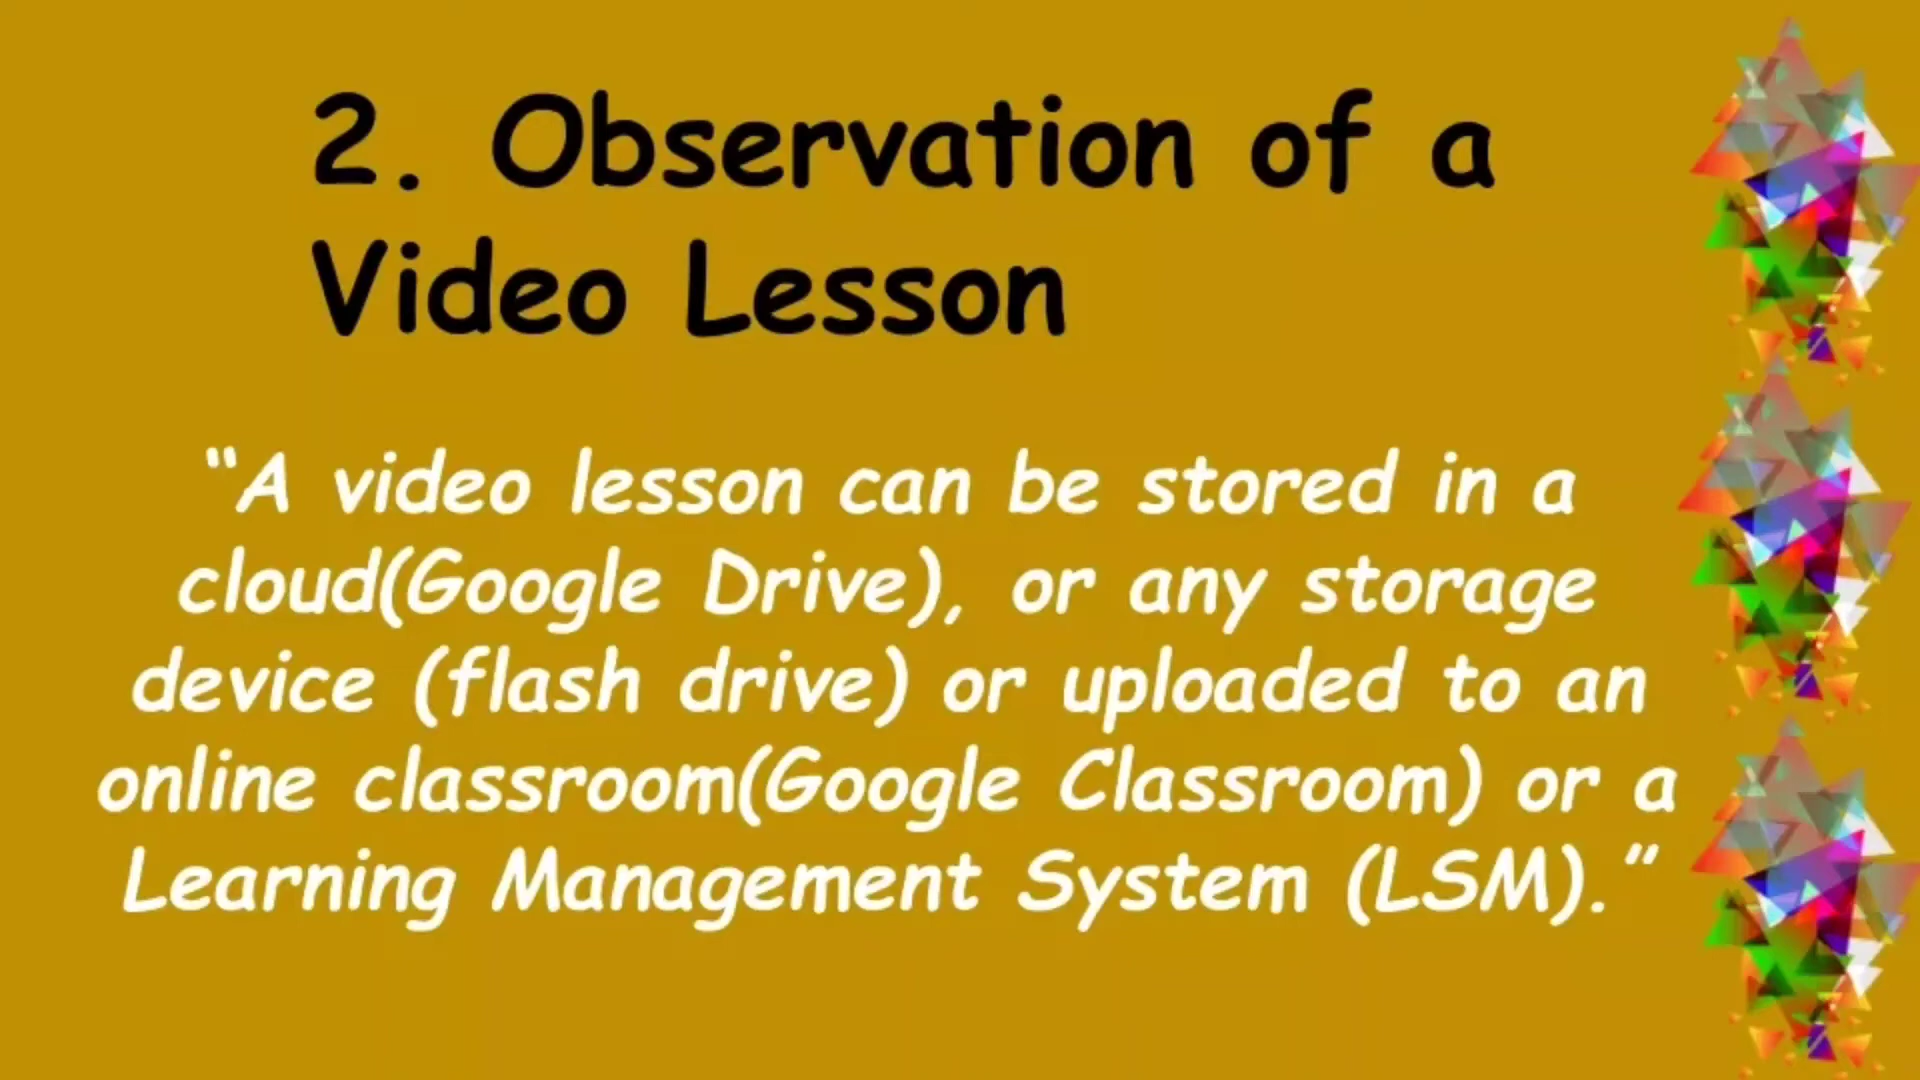 2. Observation of a
Video Lesson
“A video lesson can be stored in a
cloud(Google Drive), or any storage
device (flash drive) or uploaded to an
online classroom(Google Classroom) or a
Learning Management System (LSM).”